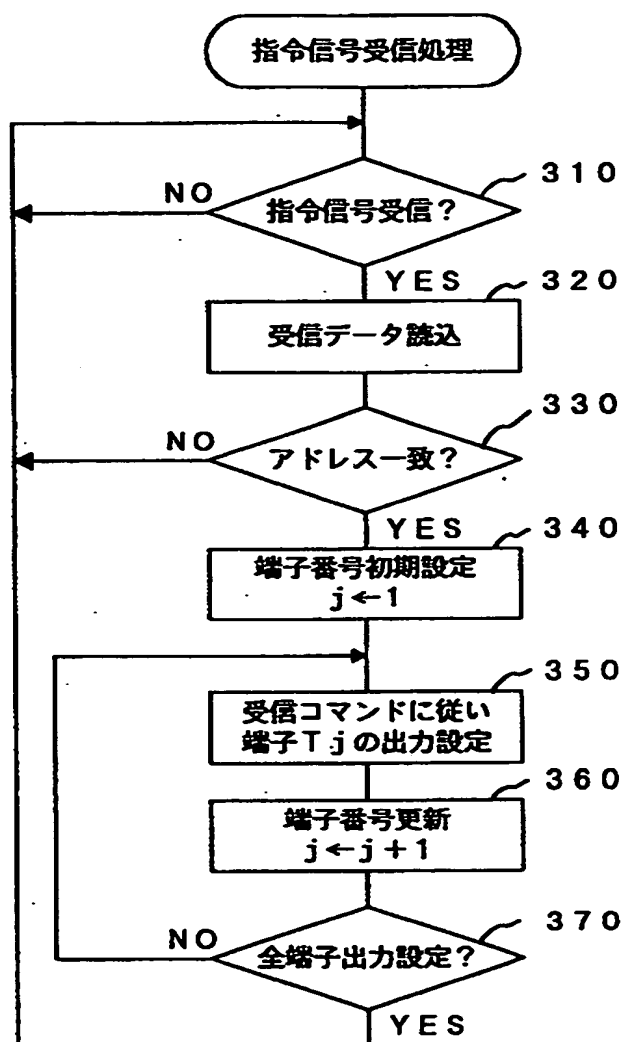 指令信号受信処理
310
NO
指令信号受信?
YES
320
受信データ読込
330
NO
アドレス一致?
YES
340
端子番号初期設定
j←1
350
受信コマンドに従い
端子Tjの出力設定
360
端子番号更新
j←j+1
370
NO
全端子出力設定?
YES